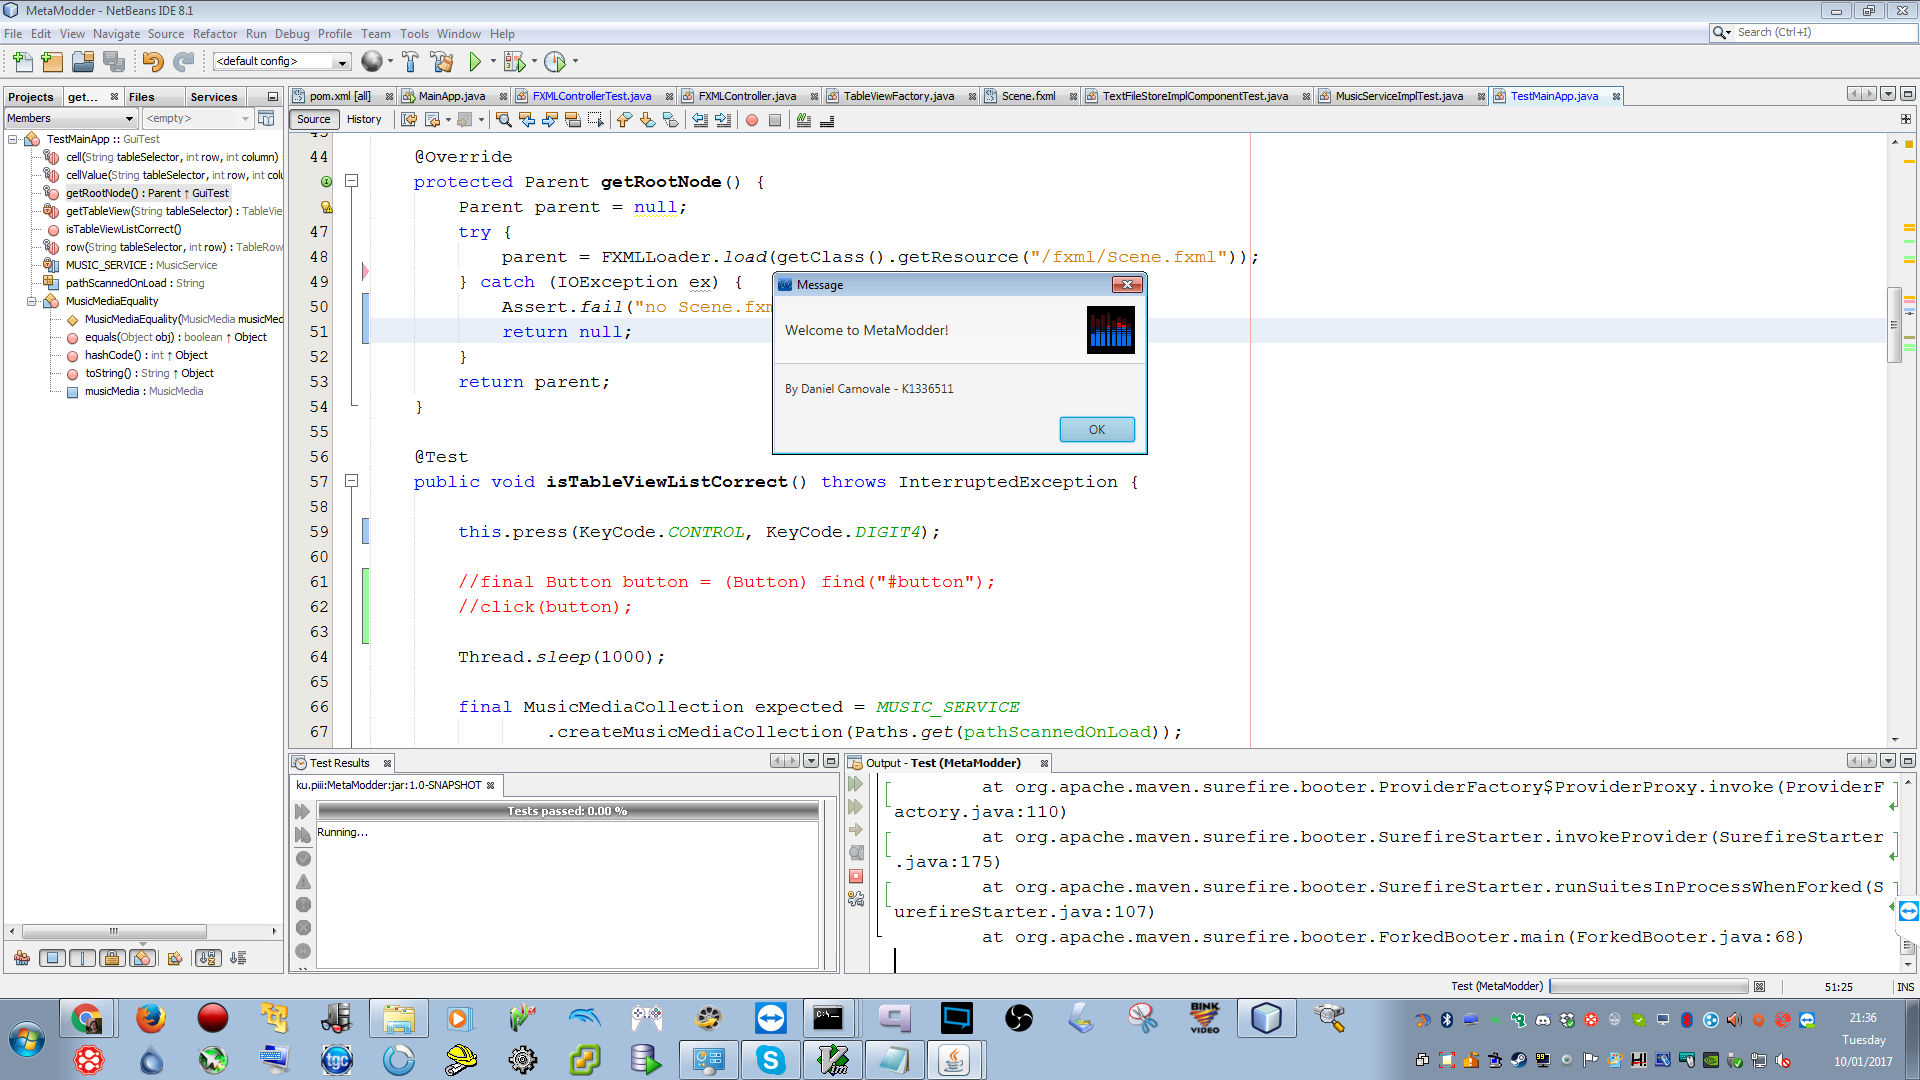 MetaModder - NetBeans IDE 8.1
File Edit View Navigate Source Refactor Run Debug Profile Team Tools Window Help
Search (Ctrl+I)
<default config>
Projects get... Files Services
pom.xml [all] MainApp.java FXMLControllerTest.java FXMLController.java TableViewFactory.java Scene.fxml TextFileStoreImplComponentTest.java MusicServiceImplTest.java TestMainApp.java
Members <empty>
Source History
TestMainApp :: GuiTest
cell(String tableSelector, int row, int column) :
cellValue(String tableSelector, int row, int colu
getRootNode() : Parent ↑ GuiTest
getTableView(String tableSelector) : TableVie
isTableViewListCorrect()
row(String tableSelector, int row) : TableRow
MUSIC_SERVICE : MusicService
pathScannedOnLoad : String
MusicMediaEquality
MusicMediaEquality(MusicMedia musicMed
equals(Object obj) : boolean ↑ Object
hashCode() : int ↑ Object
toString() : String ↑ Object
musicMedia : MusicMedia
44 @Override
protected Parent getRootNode() {
Parent parent = null;
47 try {
48 parent = FXMLLoader.load(getClass().getResource("/fxml/Scene.fxml"));
49 } catch (IOException ex) {
50 Assert.fail("no Scene.fxm
51 return null;
52 }
53 return parent;
54 }
55
56 @Test
57 public void isTableViewListCorrect() throws InterruptedException {
58
59 this.press(KeyCode.CONTROL, KeyCode.DIGIT4);
60
61 //final Button button = (Button) find("#button");
62 //click(button);
63
64 Thread.sleep(1000);
65
66 final MusicMediaCollection expected = MUSIC_SERVICE
67 .createMusicMediaCollection(Paths.get(pathScannedOnLoad));
Message
Welcome to MetaModder!
By Daniel Carnovale - K1336511
OK
Test Results
ku.piii:MetaModder:jar:1.0-SNAPSHOT
Tests passed: 0.00 %
Running...
Output - Test (MetaModder)
at org.apache.maven.surefire.booter.ProviderFactory$ProviderProxy.invoke(ProviderF
actory.java:110)
at org.apache.maven.surefire.booter.SurefireStarter.invokeProvider(SurefireStarter
.java:175)
at org.apache.maven.surefire.booter.SurefireStarter.runSuitesInProcessWhenForked(S
urefireStarter.java:107)
at org.apache.maven.surefire.booter.ForkedBooter.main(ForkedBooter.java:68)
Test (MetaModder)
51:25 INS
BINK
VIDEO
tgc
21:36
Tuesday
10/01/2017